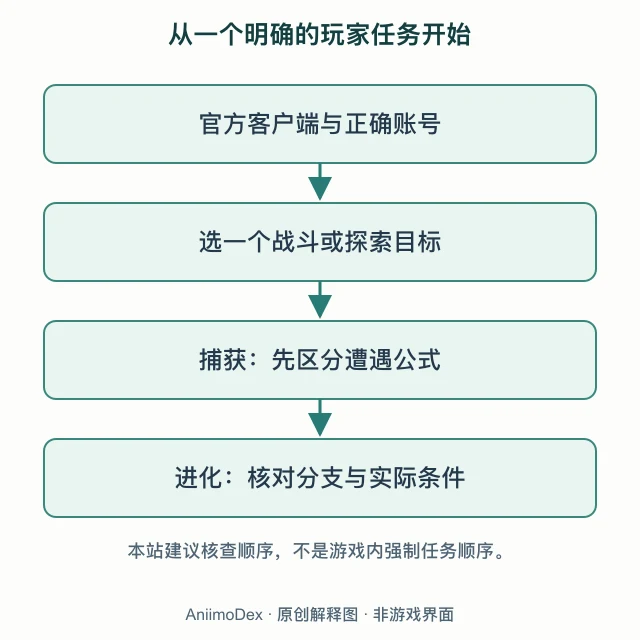 从一个明确的玩家任务开始
官方客户端与正确账号
选一个战斗或探索目标
捕获：先区分遭遇公式
进化：核对分支与实际条件
本站建议核查顺序，不是游戏内强制任务顺序。
AniimoDex · 原创解释图 · 非游戏界面